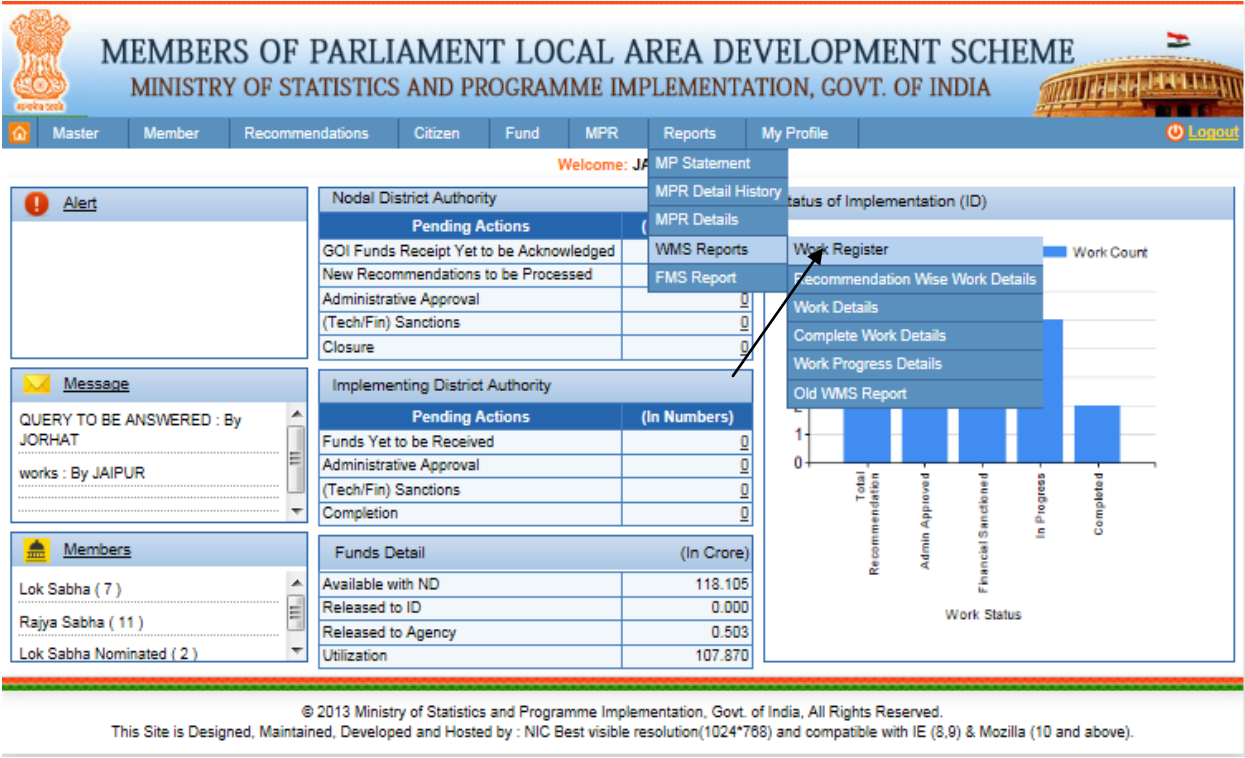 सत्यमेव जयते
MEMBERS OF PARLIAMENT LOCAL AREA DEVELOPMENT SCHEME
MINISTRY OF STATISTICS AND PROGRAMME IMPLEMENTATION, GOVT. OF INDIA
Master Member Recommendations Citizen Fund MPR Reports My Profile Logout
Welcome: JA
MP Statement
MPR Detail History
MPR Details
WMS Reports
FMS Report
Work Register
Recommendation Wise Work Details
Work Details
Complete Work Details
Work Progress Details
Old WMS Report
Alert
Message
QUERY TO BE ANSWERED : By
JORHAT
works : By JAIPUR
Members
Lok Sabha ( 7 )
Rajya Sabha ( 11 )
Lok Sabha Nominated ( 2 )
Nodal District Authority
Pending Actions (
GOI Funds Receipt Yet to be Acknowledged
New Recommendations to be Processed
Administrative Approval 0
(Tech/Fin) Sanctions 0
Closure 0
Implementing District Authority
Pending Actions (In Numbers)
Funds Yet to be Received 0
Administrative Approval 0
(Tech/Fin) Sanctions 0
Completion 0
Funds Detail (In Crore)
Available with ND 118.105
Released to ID 0.000
Released to Agency 0.503
Utilization 107.870
tatus of Implementation (ID)
Work Count
2
1
0
Total Recommendation
Admin Approved
Financial Sanctioned
In Progress
Completed
Work Status
© 2013 Ministry of Statistics and Programme Implementation, Govt. of India, All Rights Reserved.
This Site is Designed, Maintained, Developed and Hosted by : NIC Best visible resolution(1024*768) and compatible with IE (8,9) & Mozilla (10 and above).